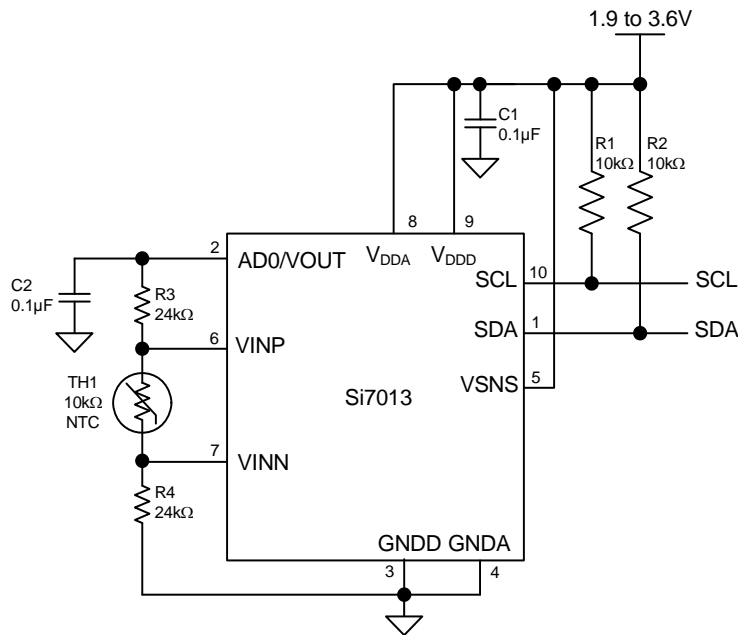 1.9 to 3.6V
C1
0.1µF
R1
10kΩ
R2
10kΩ
8
9
2
AD0/VOUT
VDDA
VDDD
C2
0.1µF
R3
24kΩ
SCL
10
SCL
6
VINP
SDA
1
SDA
TH1
10kΩ
NTC
VSNS
5
Si7013
7
VINN
R4
24kΩ
GNDD
GNDA
3
4